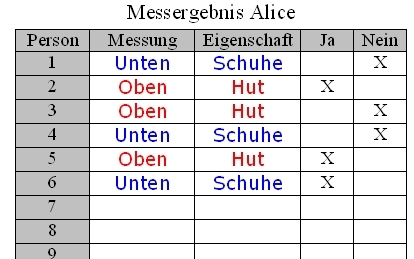 Messergebnis Alice
Person Messung Eigenschaft Ja Nein
1 Unten Schuhe X
2 Oben Hut X
3 Oben Hut X
4 Unten Schuhe X
5 Oben Hut X
6 Unten Schuhe X
7
8
9